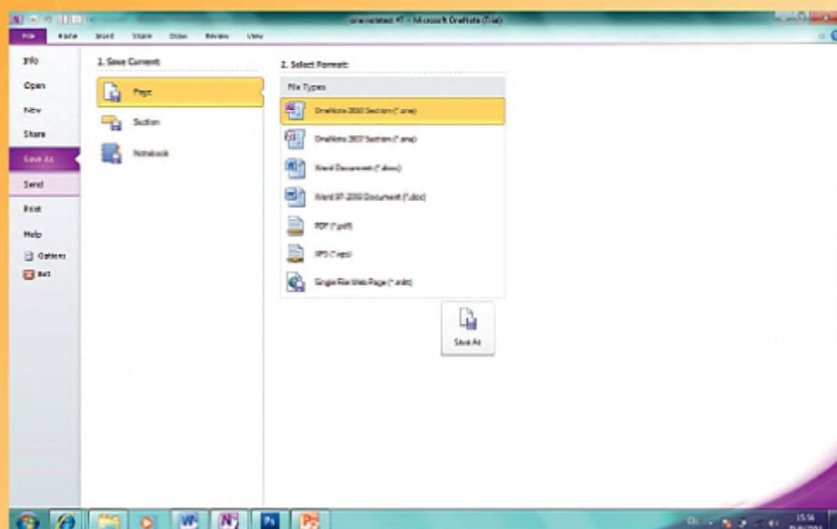 Microsoft OneNote (Trial)
File Home Insert Share Draw Review View
Info
Open
New
Share
Save As
Send
Print
Help
Options
Exit
1. Save Current:
Page
Section
Notebook
2. Select Format:
File Types
OneNote 2010 Section (*.one)
OneNote 2007 Section (*.one)
Word Document (*.docx)
Word 97-2003 Document (*.doc)
PDF (*.pdf)
XPS (*.xps)
Single File Web Page (*.mht)
Save As